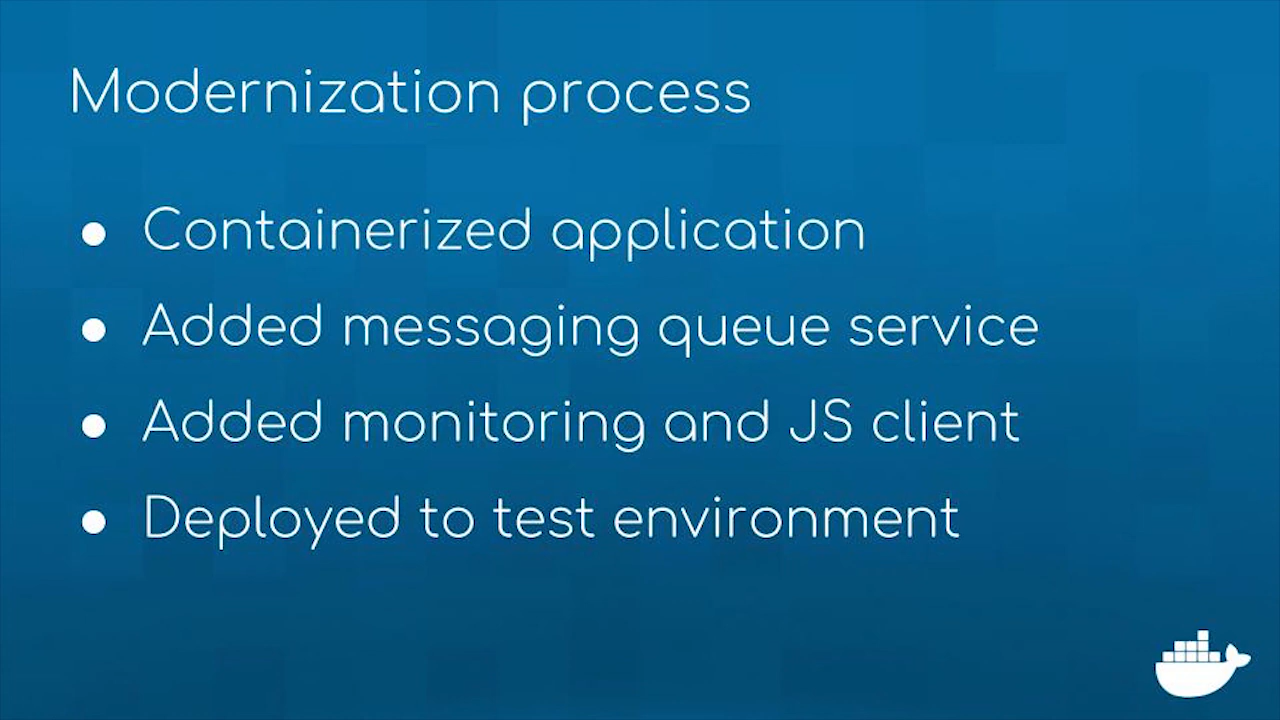 Modernization process
● Containerized application
● Added messaging queue service
● Added monitoring and JS client
● Deployed to test environment